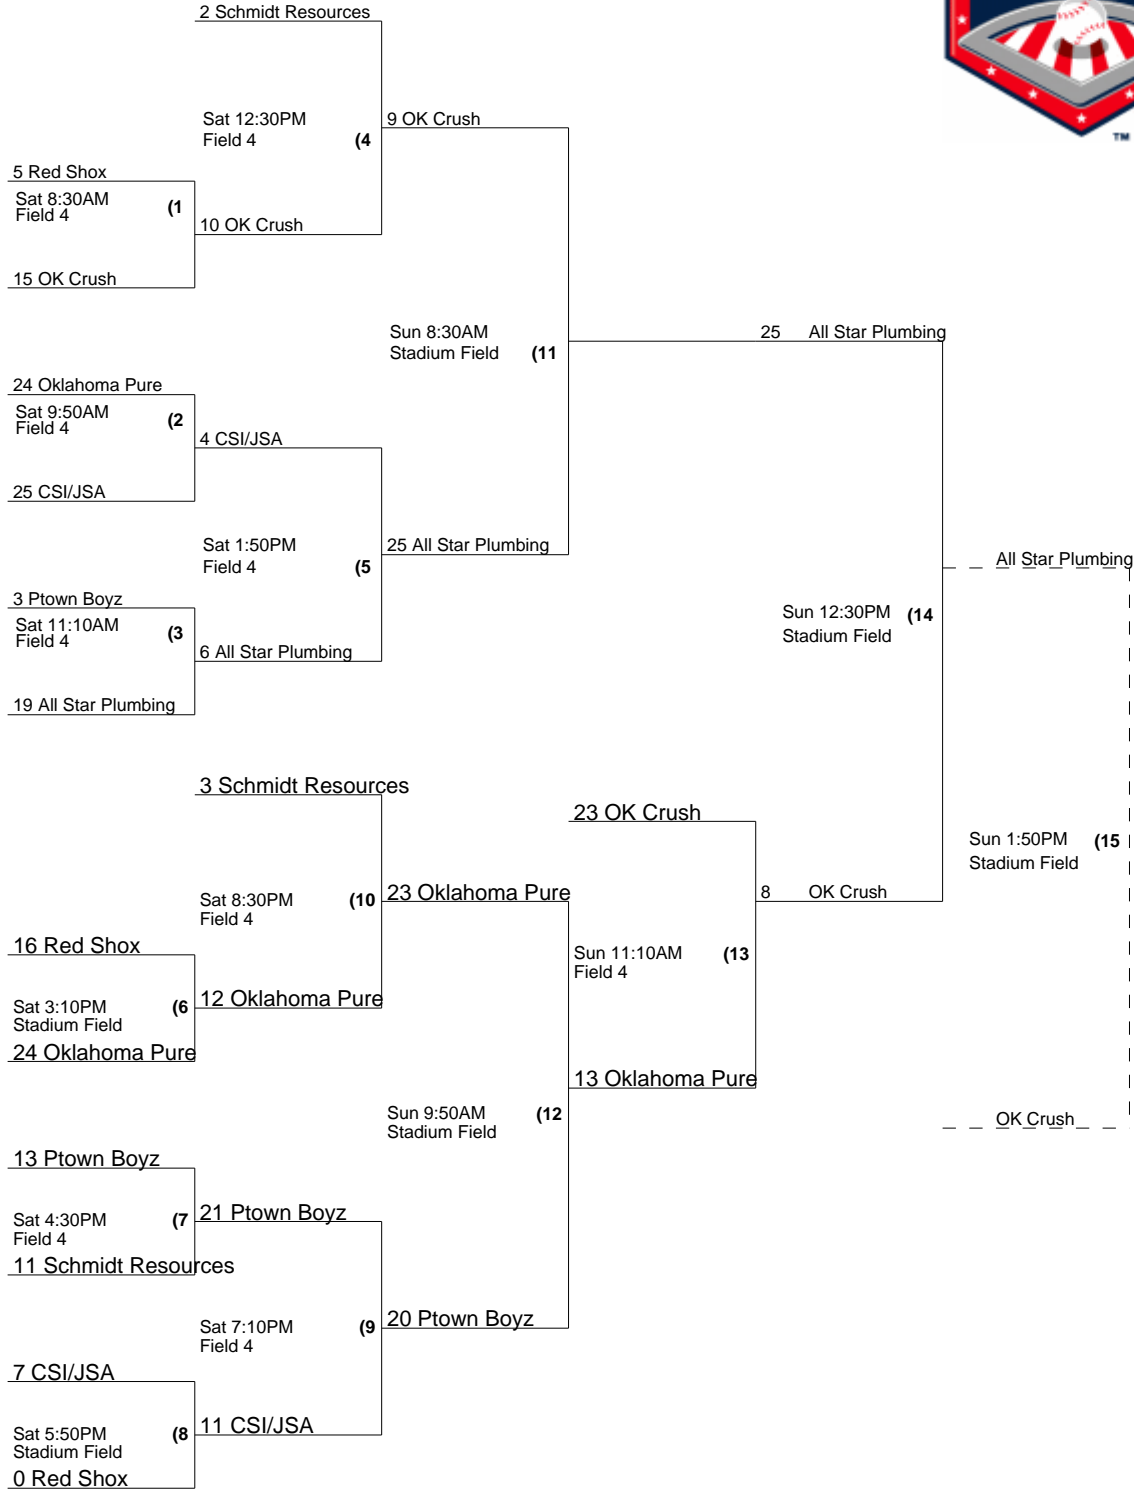 2 Schmidt Resources
Sat 12:30PM
Field 4 (4
9 OK Crush
5 Red Shox
Sat 8:30AM
Field 4 (1
10 OK Crush
15 OK Crush
Sun 8:30AM
Stadium Field (11
25 All Star Plumbing
24 Oklahoma Pure
Sat 9:50AM
Field 4 (2
4 CSI/JSA
25 CSI/JSA
Sat 1:50PM
Field 4 (5
25 All Star Plumbing
3 Ptown Boyz
Sat 11:10AM
Field 4 (3
6 All Star Plumbing
19 All Star Plumbing
All Star Plumbing
Sun 12:30PM (14
Stadium Field
3 Schmidt Resources
23 OK Crush
Sun 1:50PM (15
Stadium Field
Sat 8:30PM (10
Field 4
23 Oklahoma Pure
8 OK Crush
16 Red Shox
Sun 11:10AM (13
Field 4
Sat 3:10PM (6
Stadium Field
12 Oklahoma Pure
24 Oklahoma Pure
13 Oklahoma Pure
Sun 9:50AM (12
Stadium Field
OK Crush
13 Ptown Boyz
Sat 4:30PM (7
Field 4
21 Ptown Boyz
11 Schmidt Resources
Sat 7:10PM (9
Field 4
20 Ptown Boyz
7 CSI/JSA
Sat 5:50PM (8
Stadium Field
11 CSI/JSA
0 Red Shox
TM